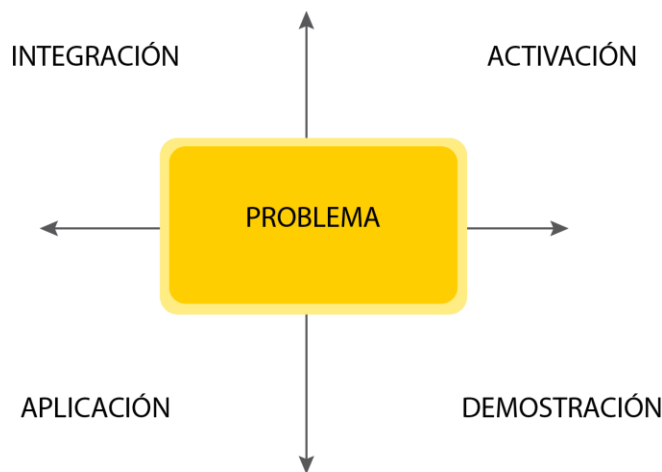 INTEGRACIÓN
ACTIVACIÓN
PROBLEMA
APLICACIÓN
DEMOSTRACIÓN